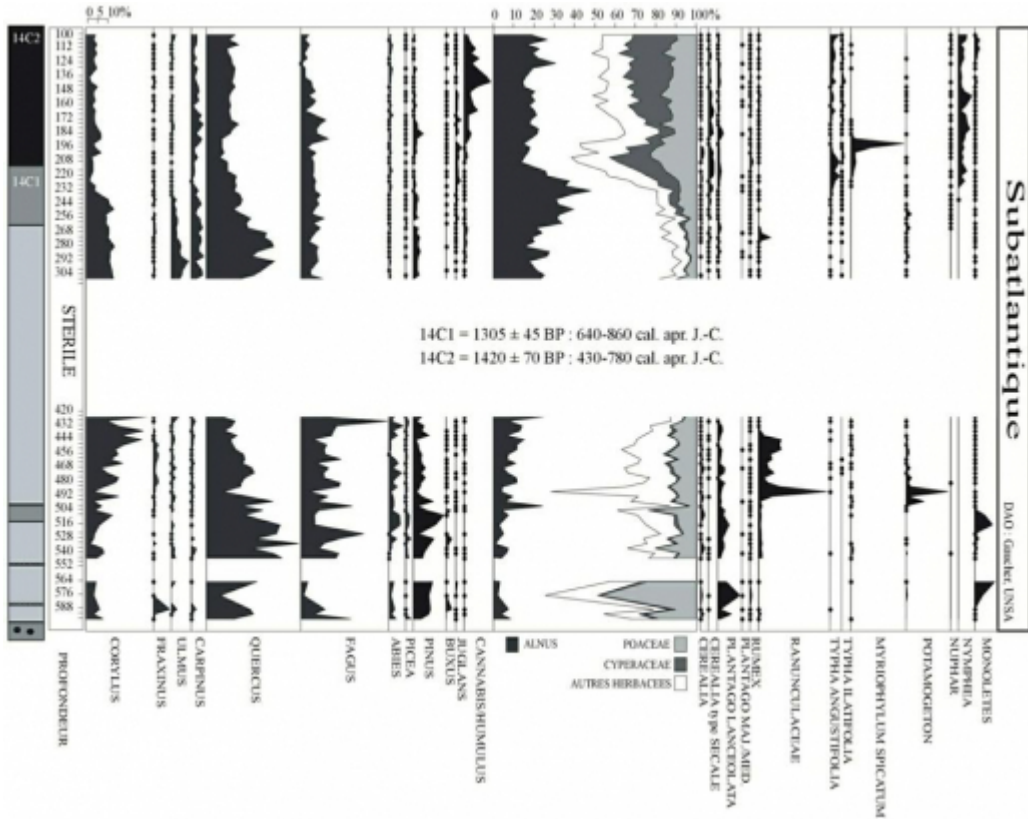 0 5 10%
0 10 20 30 40 50 60 70 80 90 100%
14C2
14C1
100
112
124
136
148
160
172
184
196
208
220
232
244
256
268
280
292
304
STERILE
420
432
444
456
468
480
492
504
516
528
540
552
564
576
588
14C1 = 1305 ± 45 BP : 640-860 cal. apr. J.-C.
14C2 = 1420 ± 70 BP : 430-780 cal. apr. J.-C.
Subatlantique
DAO : Gaucher, UNSA
PROFONDEUR
CORYLUS
FRAXINUS
ULMUS
CARPINUS
QUERCUS
FAGUS
ABIES
PICEA
PINUS
BUXUS
JUGLANS
CANNABIS/HUMULUS
ALNUS
POACEAE
CYPERACEAE
AUTRES HERBACEES
CEREALIA
CEREALIA type SECALE
PLANTAGO LANCEOLATA
PLANTAGO MAJ./MED.
RUMEX
RANUNCULACEAE
TYPHA ANGUSTIFOLIA
TYPHA lLATIFOLIA
MYRIOPHYLUM SPICATUM
POTAMOGETON
NUPHAR
NYMPHEA
MONOLETES